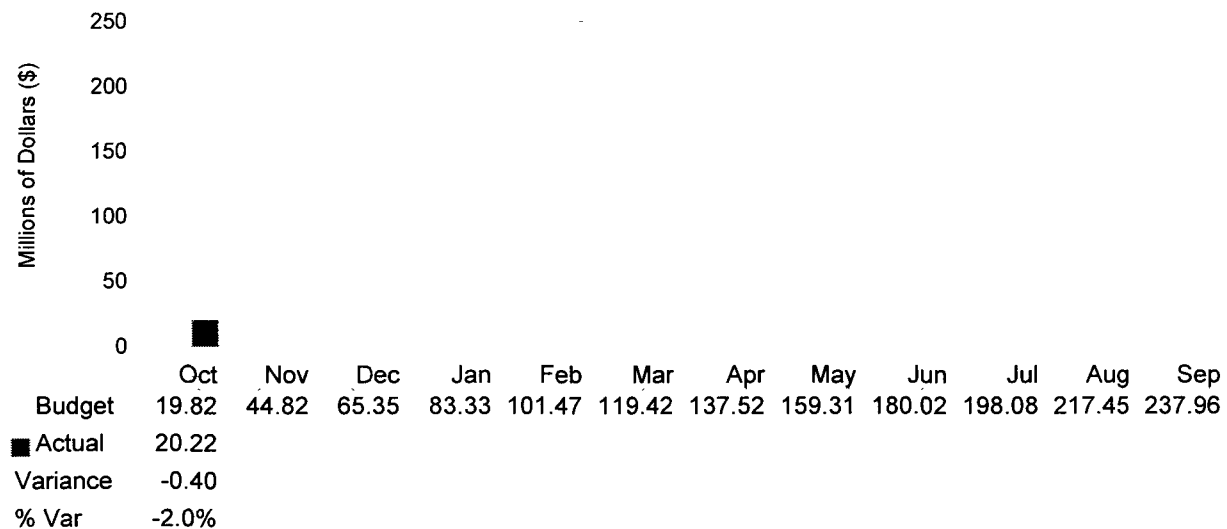 250
200
150
100
50
0
Millions of Dollars ($)
Oct Nov Dec Jan Feb Mar Apr May Jun Jul Aug Sep
Budget 19.82 44.82 65.35 83.33 101.47 119.42 137.52 159.31 180.02 198.08 217.45 237.96
Actual 20.22
Variance -0.40
% Var -2.0%